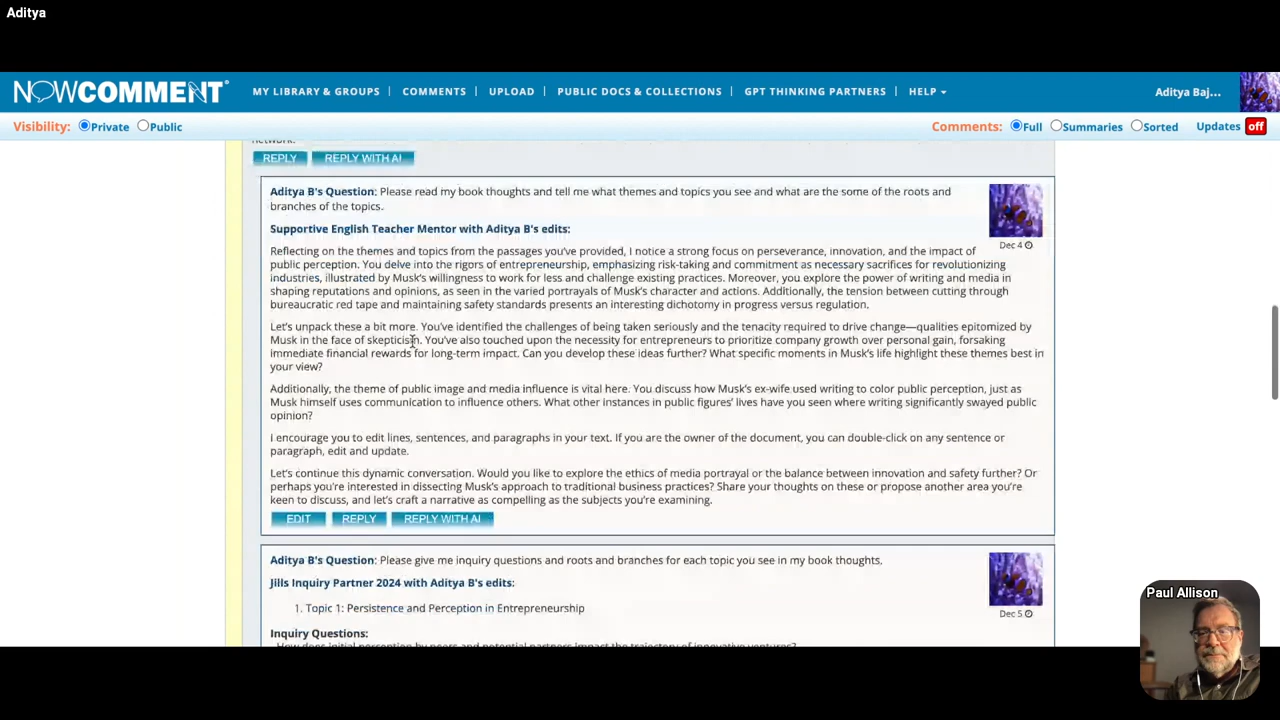 Aditya
NOWCOMMENT®
MY LIBRARY & GROUPS | COMMENTS | UPLOAD | PUBLIC DOCS & COLLECTIONS | GPT THINKING PARTNERS | HELP
Aditya Baj...
Visibility: Private Public
Comments: Full Summaries Sorted Updates off
network.
REPLY REPLY WITH AI
Aditya B's Question: Please read my book thoughts and tell me what themes and topics you see and what are the some of the roots and
branches of the topics.
Dec 4
Supportive English Teacher Mentor with Aditya B's edits:
Reflecting on the themes and topics from the passages you've provided, I notice a strong focus on perseverance, innovation, and the impact of
public perception. You delve into the rigors of entrepreneurship, emphasizing risk-taking and commitment as necessary sacrifices for revolutionizing
industries, illustrated by Musk's willingness to work for less and challenge existing practices. Moreover, you explore the power of writing and media in
shaping reputations and opinions, as seen in the varied portrayals of Musk's character and actions. Additionally, the tension between cutting through
bureaucratic red tape and maintaining safety standards presents an interesting dichotomy in progress versus regulation.
Let's unpack these a bit more. You've identified the challenges of being taken seriously and the tenacity required to drive change—qualities epitomized by
Musk in the face of skepticism. You've also touched upon the necessity for entrepreneurs to prioritize company growth over personal gain, forsaking
immediate financial rewards for long-term impact. Can you develop these ideas further? What specific moments in Musk's life highlight these themes best in
your view?
Additionally, the theme of public image and media influence is vital here. You discuss how Musk's ex-wife used writing to color public perception, just as
Musk himself uses communication to influence others. What other instances in public figures' lives have you seen where writing significantly swayed public
opinion?
I encourage you to edit lines, sentences, and paragraphs in your text. If you are the owner of the document, you can double-click on any sentence or
paragraph, edit and update.
Let's continue this dynamic conversation. Would you like to explore the ethics of media portrayal or the balance between innovation and safety further? Or
perhaps you're interested in dissecting Musk's approach to traditional business practices? Share your thoughts on these or propose another area you're
keen to discuss, and let's craft a narrative as compelling as the subjects you're examining.
EDIT REPLY REPLY WITH AI
Aditya B's Question: Please give me inquiry questions and roots and branches for each topic you see in my book thoughts,
Dec 5
Jills Inquiry Partner 2024 with Aditya B's edits:
1. Topic 1: Persistence and Perception in Entrepreneurship
Inquiry Questions:
How does initial perception by peers and potential partners impact the trajectory of innovative ventures?
Paul Allison